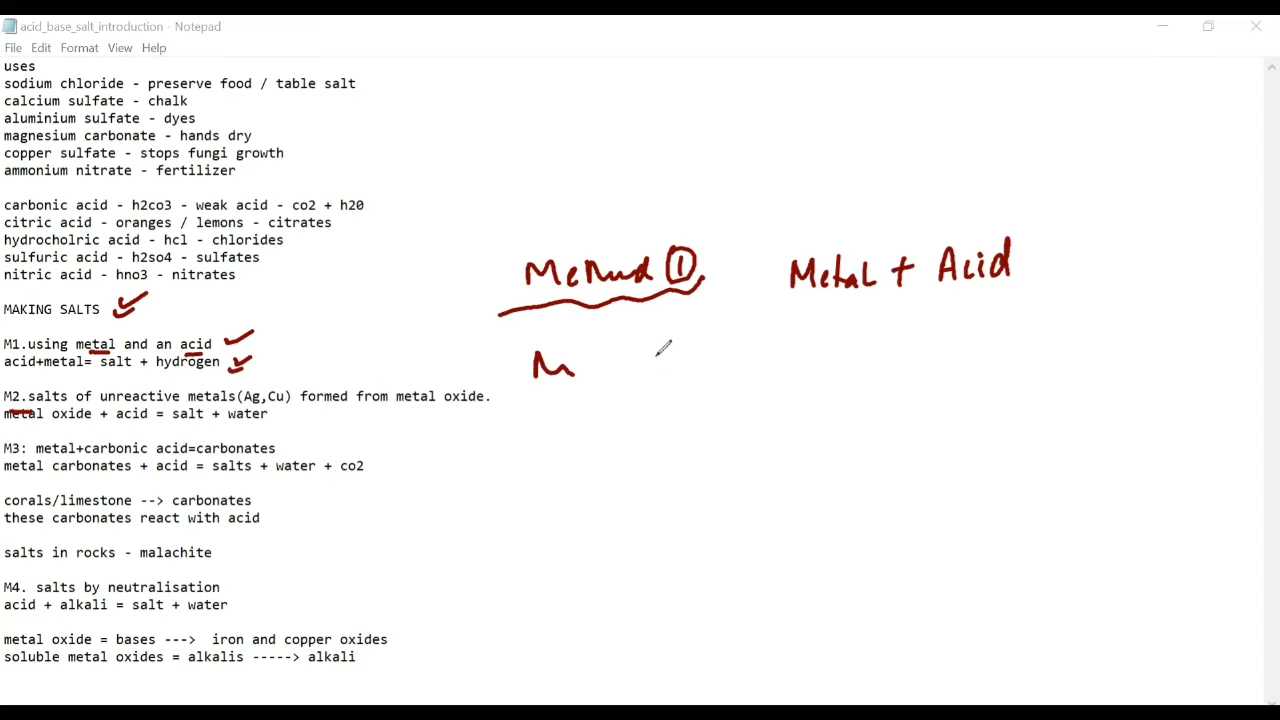 acid_base_salt_introduction - Notepad
File Edit Format View Help
uses
sodium chloride - preserve food / table salt
calcium sulfate - chalk
aluminium sulfate - dyes
magnesium carbonate - hands dry
copper sulfate - stops fungi growth
ammonium nitrate - fertilizer
carbonic acid - h2co3 - weak acid - co2 + h20
citric acid - oranges / lemons - citrates
hydrocholric acid - hcl - chlorides
sulfuric acid - h2so4 - sulfates
nitric acid - hno3 - nitrates
MAKING SALTS
M1.using metal and an acid
acid+metal= salt + hydrogen
M2.salts of unreactive metals(Ag,Cu) formed from metal oxide.
metal oxide + acid = salt + water
M3: metal+carbonic acid=carbonates
metal carbonates + acid = salts + water + co2
corals/limestone --> carbonates
these carbonates react with acid
salts in rocks - malachite
M4. salts by neutralisation
acid + alkali = salt + water
metal oxide = bases ---> iron and copper oxides
soluble metal oxides = alkalis -----> alkali
Method ① Metal + Acid
M